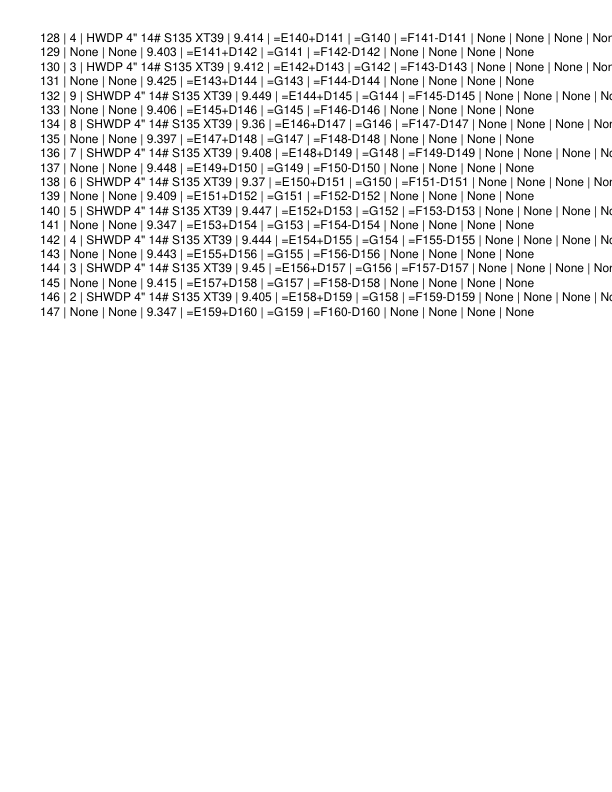 128 | 4 | HWDP 4" 14# S135 XT39 | 9.414 | =E140+D141 | =G140 | =F141-D141 | None | None | None | Non
129 | None | None | 9.403 | =E141+D142 | =G141 | =F142-D142 | None | None | None | None
130 | 3 | HWDP 4" 14# S135 XT39 | 9.412 | =E142+D143 | =G142 | =F143-D143 | None | None | None | Non
131 | None | None | 9.425 | =E143+D144 | =G143 | =F144-D144 | None | None | None | None
132 | 9 | SHWDP 4" 14# S135 XT39 | 9.449 | =E144+D145 | =G144 | =F145-D145 | None | None | None | No
133 | None | None | 9.406 | =E145+D146 | =G145 | =F146-D146 | None | None | None | None
134 | 8 | SHWDP 4" 14# S135 XT39 | 9.36 | =E146+D147 | =G146 | =F147-D147 | None | None | None | Non
135 | None | None | 9.397 | =E147+D148 | =G147 | =F148-D148 | None | None | None | None
136 | 7 | SHWDP 4" 14# S135 XT39 | 9.408 | =E148+D149 | =G148 | =F149-D149 | None | None | None | No
137 | None | None | 9.448 | =E149+D150 | =G149 | =F150-D150 | None | None | None | None
138 | 6 | SHWDP 4" 14# S135 XT39 | 9.37 | =E150+D151 | =G150 | =F151-D151 | None | None | None | Non
139 | None | None | 9.409 | =E151+D152 | =G151 | =F152-D152 | None | None | None | None
140 | 5 | SHWDP 4" 14# S135 XT39 | 9.447 | =E152+D153 | =G152 | =F153-D153 | None | None | None | No
141 | None | None | 9.347 | =E153+D154 | =G153 | =F154-D154 | None | None | None | None
142 | 4 | SHWDP 4" 14# S135 XT39 | 9.444 | =E154+D155 | =G154 | =F155-D155 | None | None | None | No
143 | None | None | 9.443 | =E155+D156 | =G155 | =F156-D156 | None | None | None | None
144 | 3 | SHWDP 4" 14# S135 XT39 | 9.45 | =E156+D157 | =G156 | =F157-D157 | None | None | None | Non
145 | None | None | 9.415 | =E157+D158 | =G157 | =F158-D158 | None | None | None | None
146 | 2 | SHWDP 4" 14# S135 XT39 | 9.405 | =E158+D159 | =G158 | =F159-D159 | None | None | None | No
147 | None | None | 9.347 | =E159+D160 | =G159 | =F160-D160 | None | None | None | None